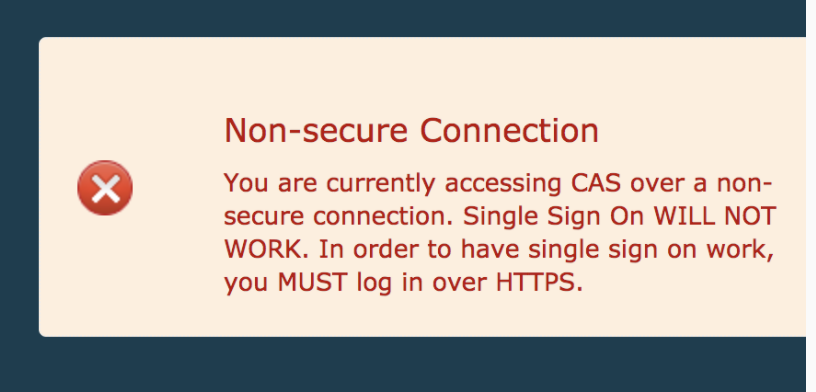 Non-secure Connection
You are currently accessing CAS over a non-
secure connection. Single Sign On WILL NOT
WORK. In order to have single sign on work,
you MUST log in over HTTPS.